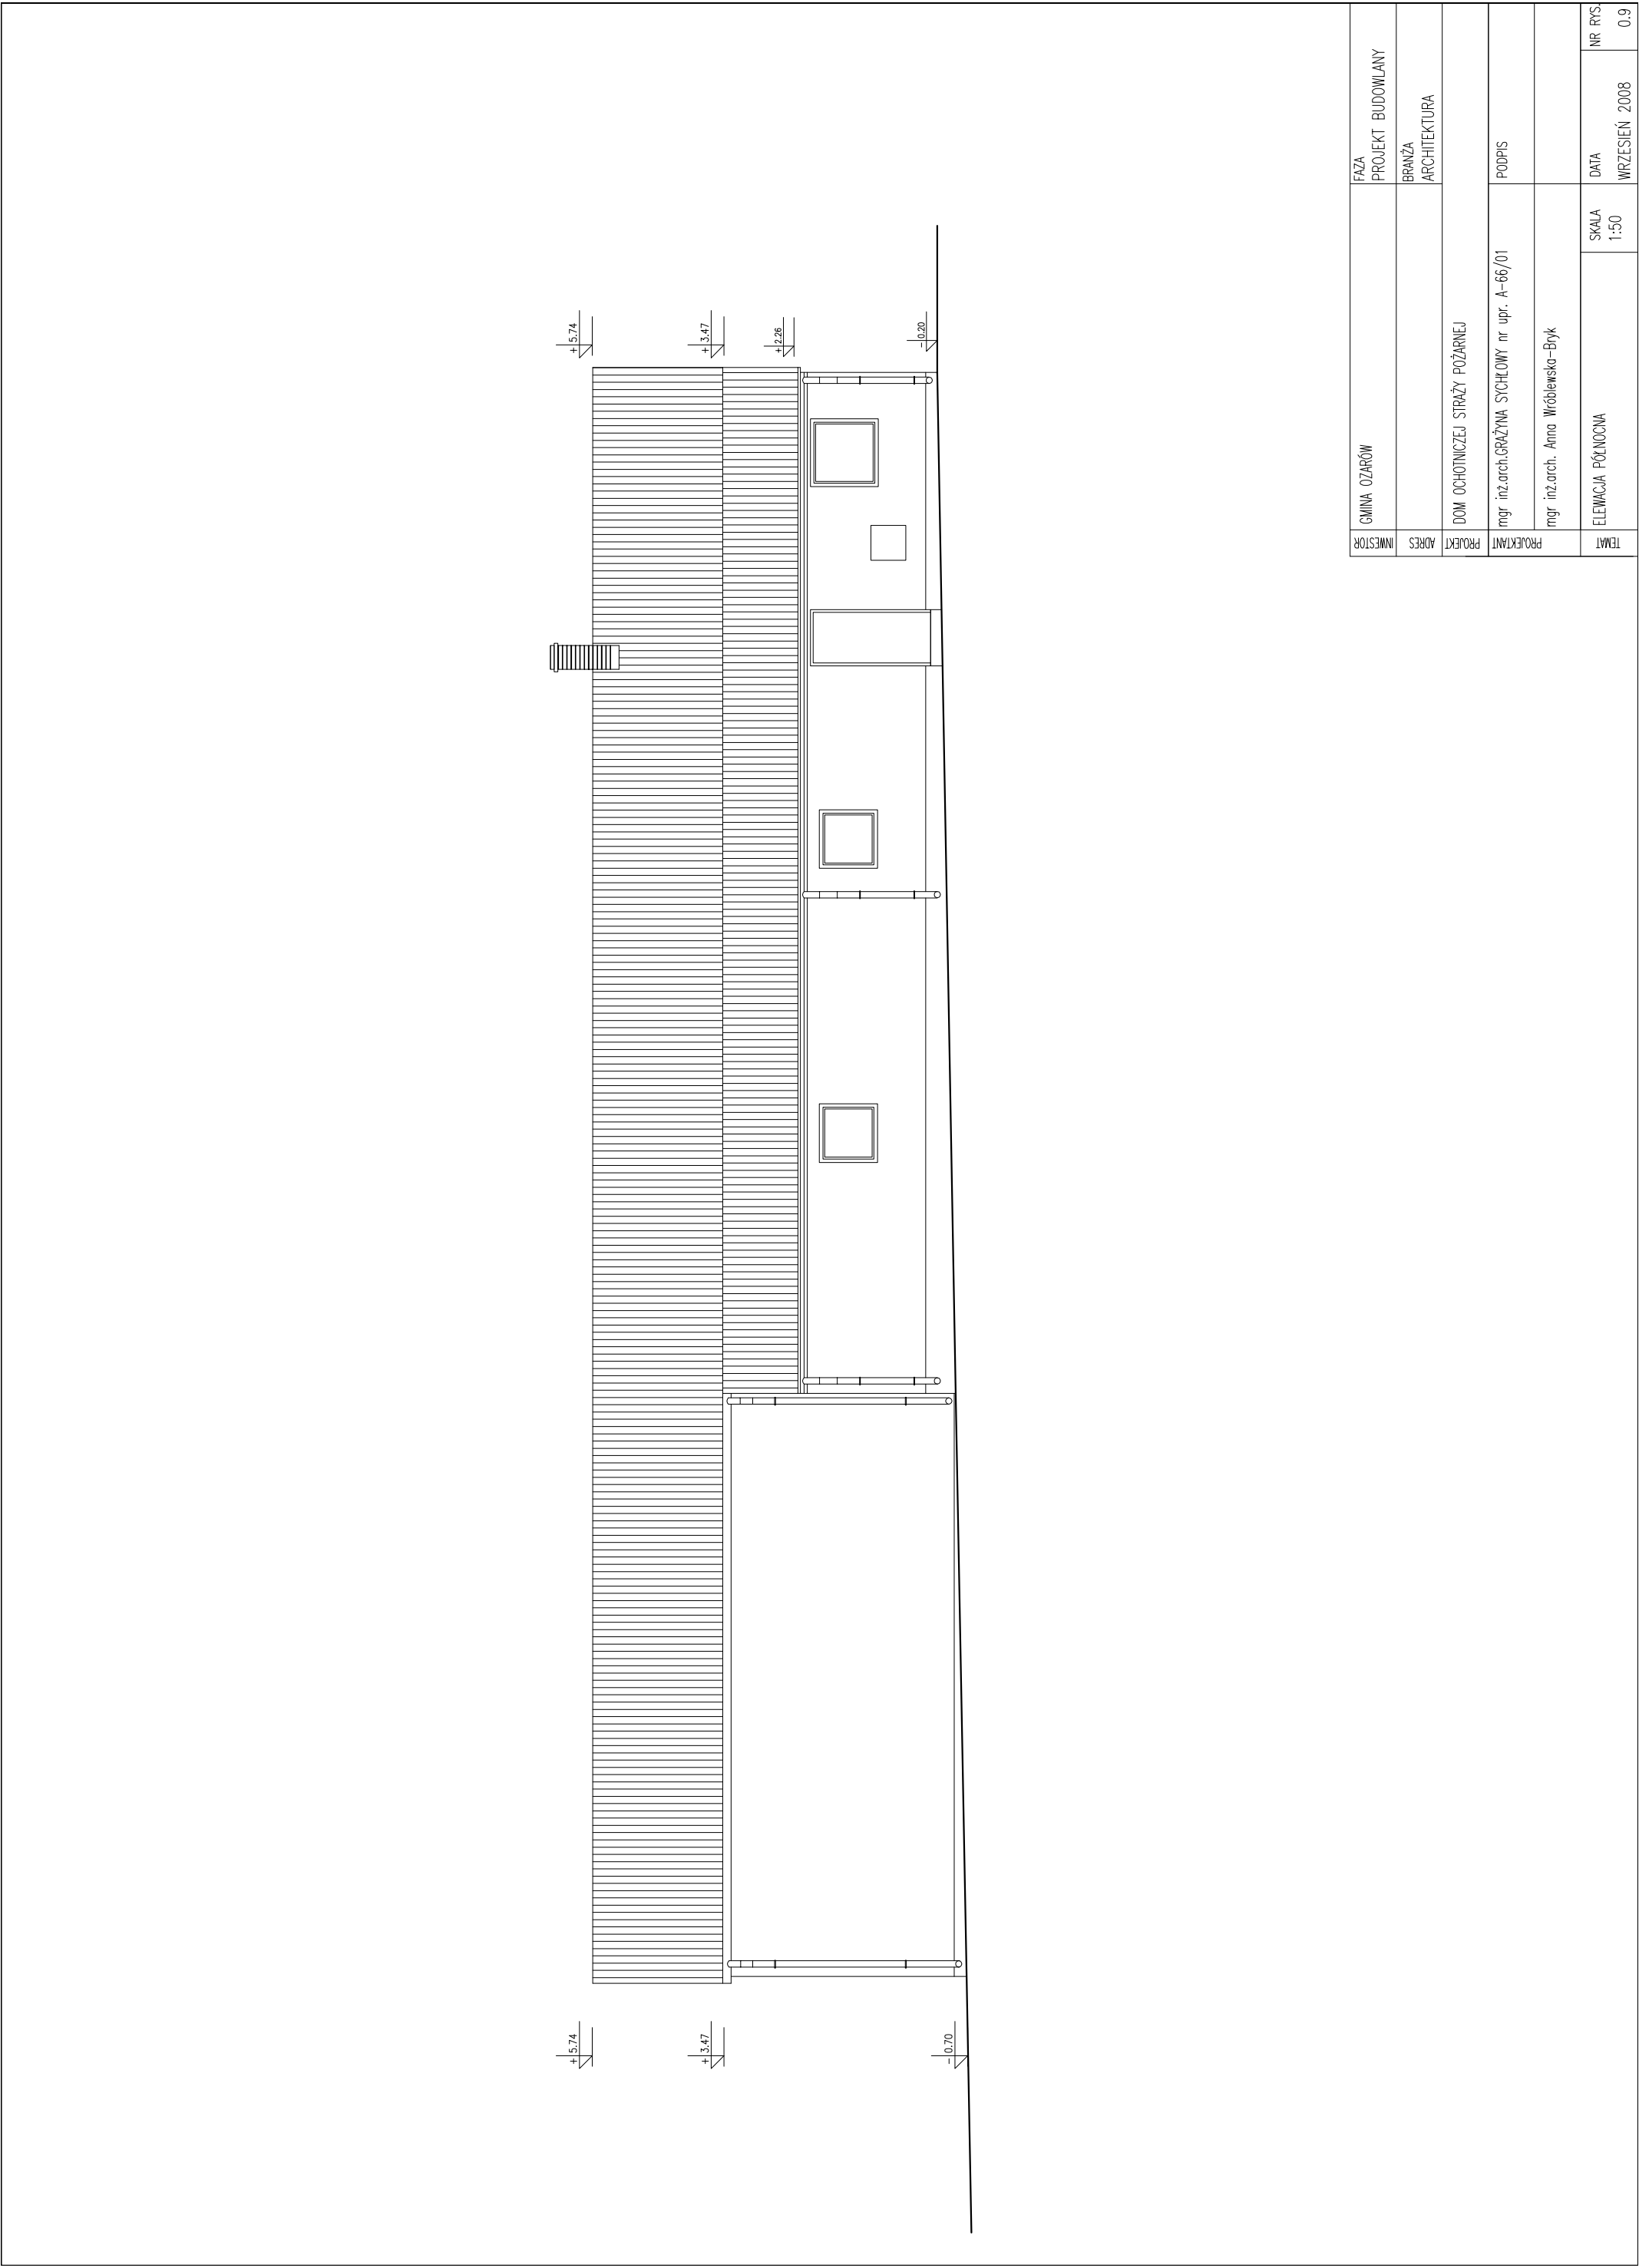 + 5.74
+ 3.47
+ 2.26
- 0.20
+ 5.74
+ 3.47
- 0.70
INWESTOR
GMINA OZARÓW
FAZA
PROJEKT BUDOWLANY
ADRES
BRANŻA
ARCHITEKTURA
PROJEKT
DOM OCHOTNICZEJ STRAŻY POŻARNEJ
PROJEKTANT
mgr inż.arch.GRAŻYNA SYCHŁOWY nr upr. A-66/01
PODPIS
mgr inż.arch. Anna Wróblewska-Bryk
TEMAT
ELEWACJA PÓŁNOCNA
SKALA
1:50
DATA
WRZESIEŃ 2008
NR RYS.
0.9